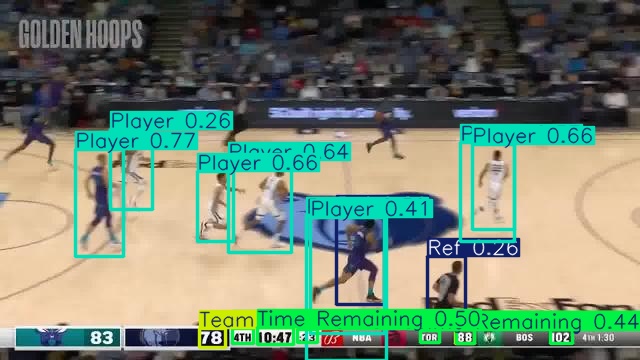 GOLDEN HOOPS
verizon
Player 0.26
Player 0.77
Player 0.66
0.64
Player 0.66
Player 0.41
Ref 0.26
Team
Time Remaining 0.50
Remaining 0.44
83
78
4TH
10:47
:23
NBA
TOR
88
BOS
102
4TH 1:30